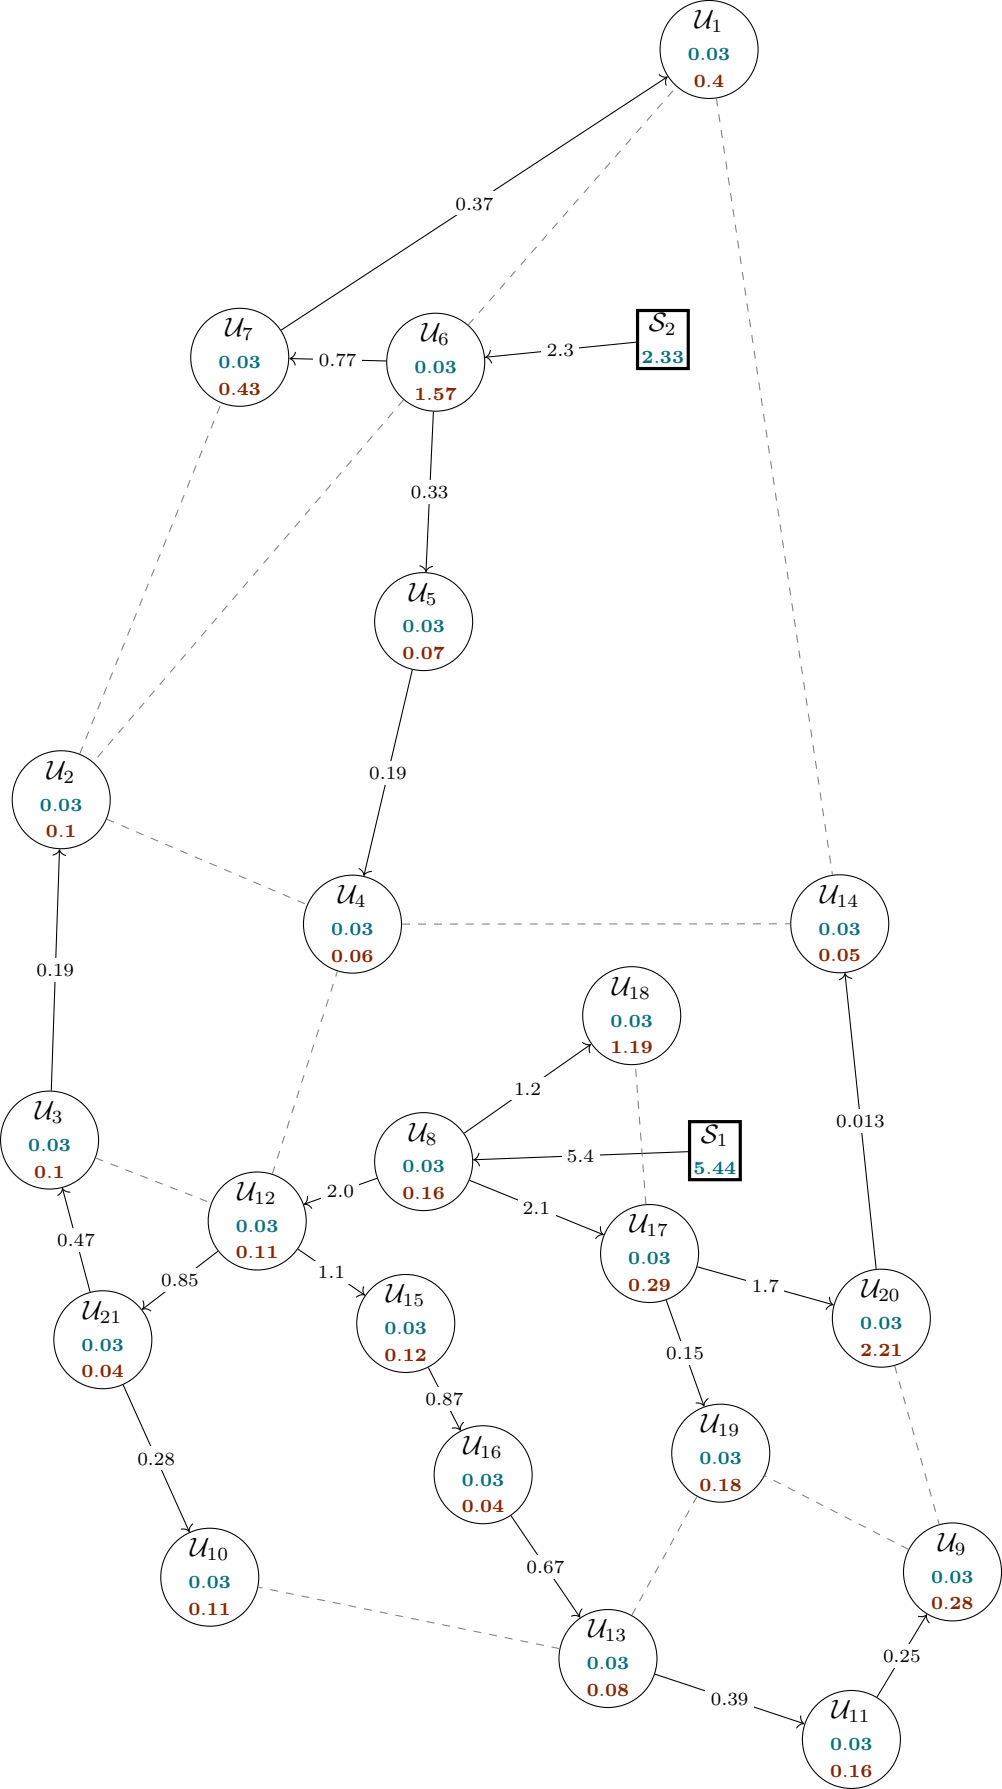 𝒰₁
0.03
0.4
0.37
𝒰₇
0.03
0.43
0.77
𝒰₆
0.03
1.57
2.3
𝒮₂
2.33
0.33
𝒰₅
0.03
0.07
0.19
𝒰₂
0.03
0.1
𝒰₄
0.03
0.06
𝒰₁₄
0.03
0.05
0.19
𝒰₁₈
0.03
1.19
1.2
0.013
𝒰₃
0.03
0.1
𝒰₈
0.03
0.16
5.4
𝒮₁
5.44
2.0
2.1
𝒰₁₂
0.03
0.11
𝒰₁₇
0.03
0.29
0.47
0.85
1.1
1.7
𝒰₂₁
0.03
0.04
𝒰₁₅
0.03
0.12
𝒰₂₀
0.03
2.21
0.15
0.87
0.28
𝒰₁₆
0.03
0.04
𝒰₁₉
0.03
0.18
𝒰₁₀
0.03
0.11
0.67
𝒰₉
0.03
0.28
𝒰₁₃
0.03
0.08
0.25
0.39
𝒰₁₁
0.03
0.16